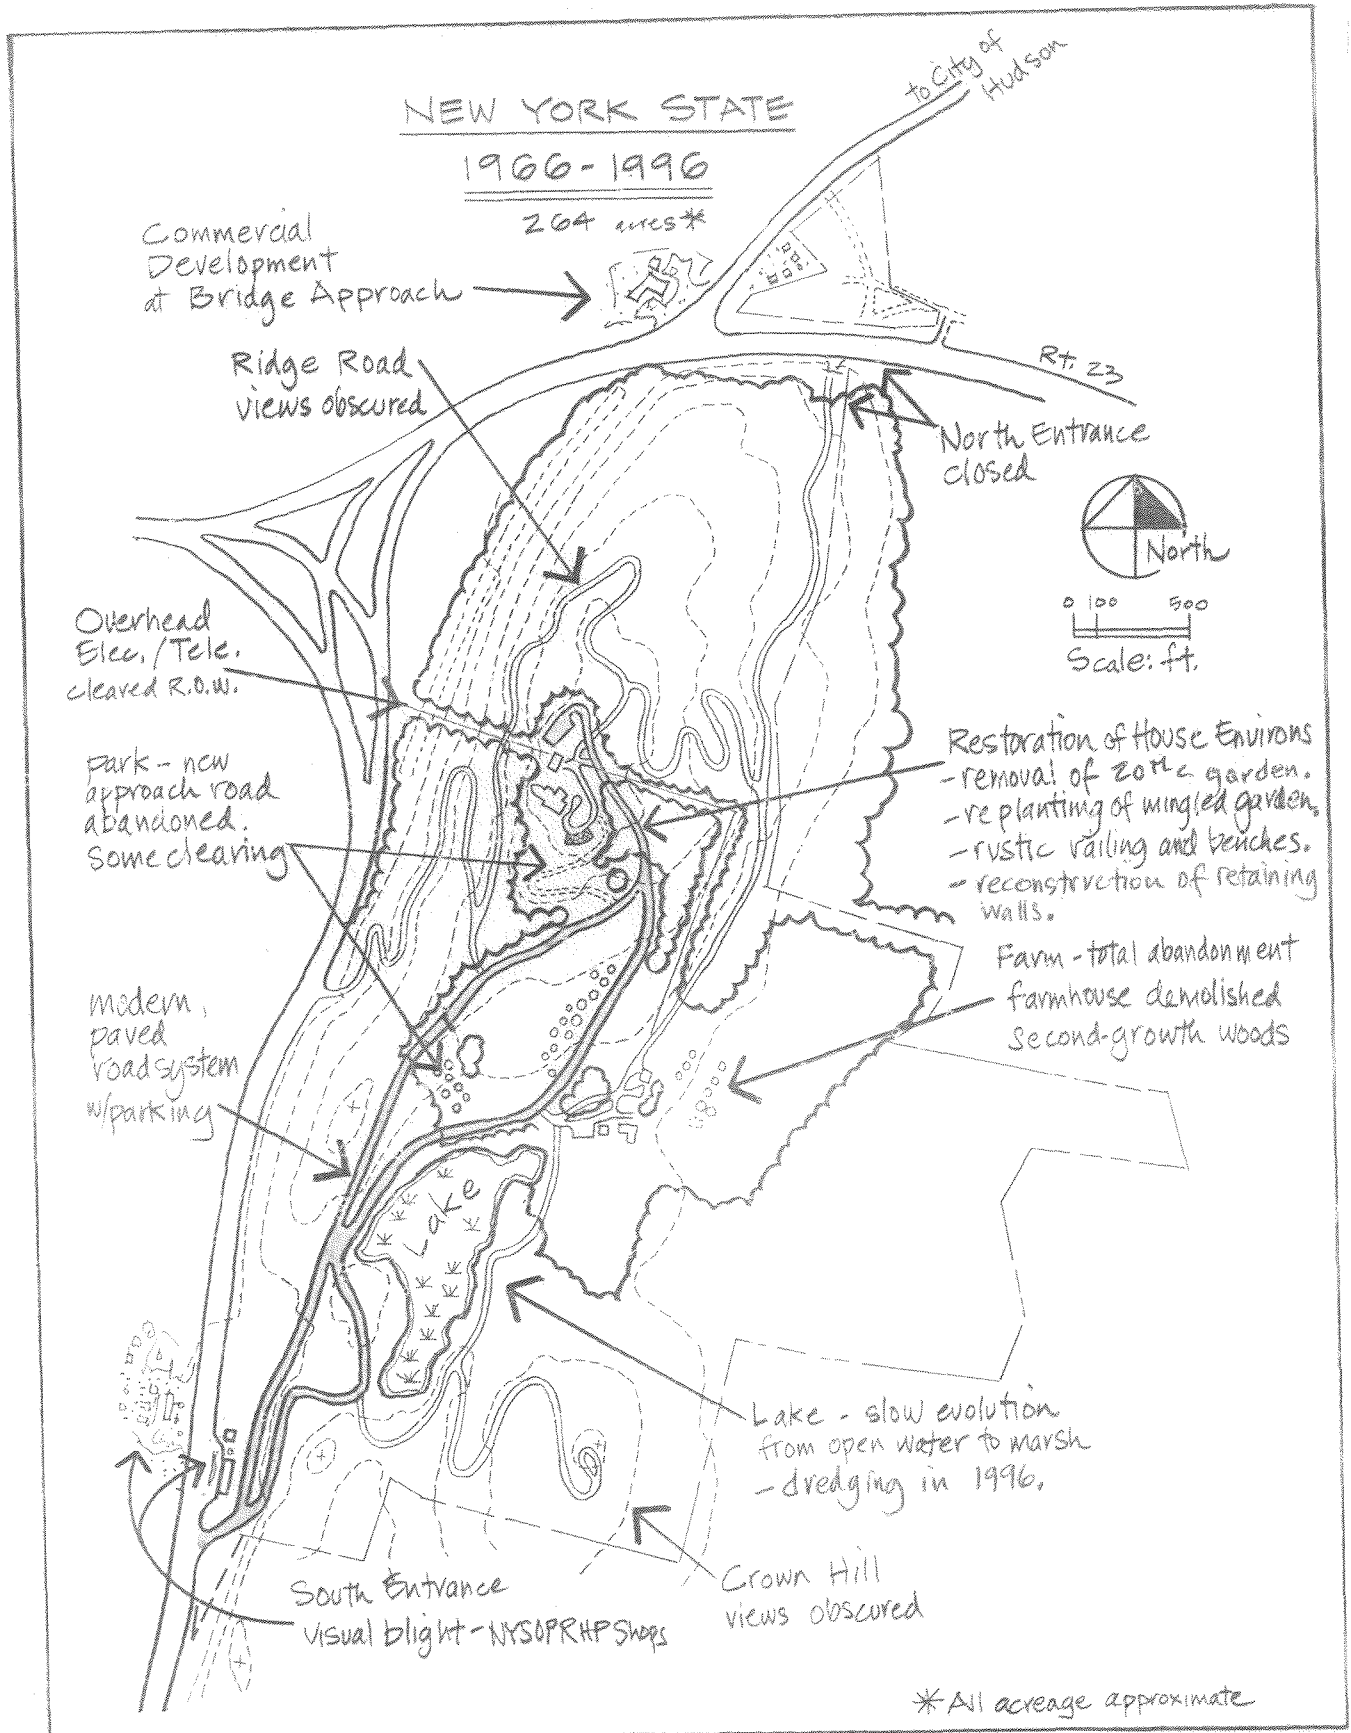 to City of
Hudson
NEW YORK STATE
1966-1996
264 acres*
Commercial
Development
at Bridge Approach
Ridge Road
views obscured
Rt. 23
North Entrance
closed
North
0 100 500
Scale: ft.
Overhead
Elec./Tele.
cleared R.O.W.
Park - new
approach road
abandoned.
Some clearing
Restoration of House Environs
- removal of 20th c garden.
- replanting of mingled garden.
- rustic railing and benches.
- reconstruction of retaining
walls.
Farm - total abandonment
farmhouse demolished
second-growth woods
modern,
paved
road system
w/parking
Lake
Lake - slow evolution
from open water to marsh
- dredging in 1996.
Crown Hill
views obscured
South Entrance
visual blight - NYSOPRHP Shops
* All acreage approximate